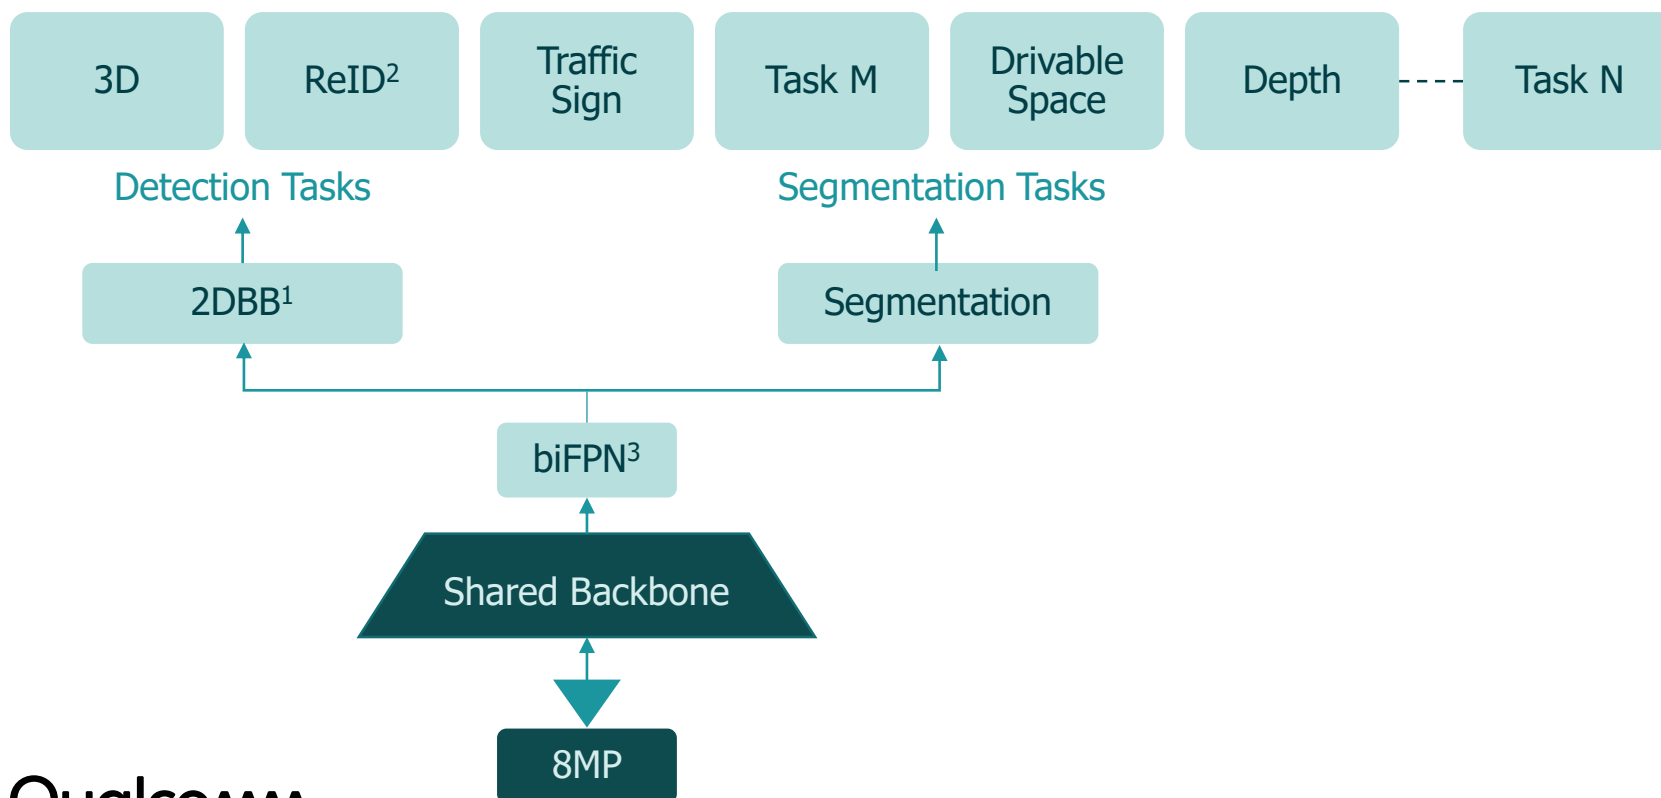 3D
ReID²
Traffic
Sign
Task M
Drivable
Space
Depth
Task N
Detection Tasks
Segmentation Tasks
2DBB¹
Segmentation
biFPN³
Shared Backbone
8MP
Qualcomm